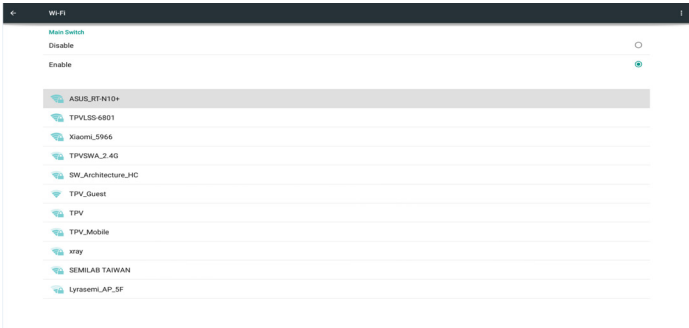 Wi-Fi
Main Switch
Disable
Enable
ASUS_RT-N10+
TPVLSS-6801
Xiaomi_5966
TPVSWA_2.4G
SW_Architecture_HC
TPV_Guest
TPV
TPV_Mobile
xray
SEMILAB TAIWAN
Lyrasemi_AP_5F